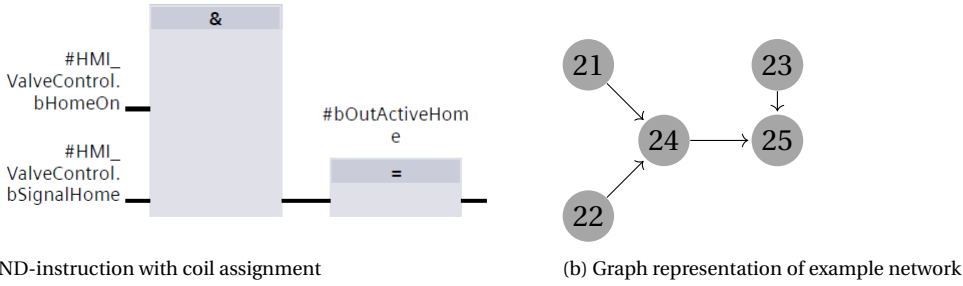 &
#HMI_
ValveControl.
bHomeOn
#HMI_
ValveControl.
bSignalHome
#bOutActiveHom
e
=
21
23
24
25
22
ND-instruction with coil assignment
(b) Graph representation of example network